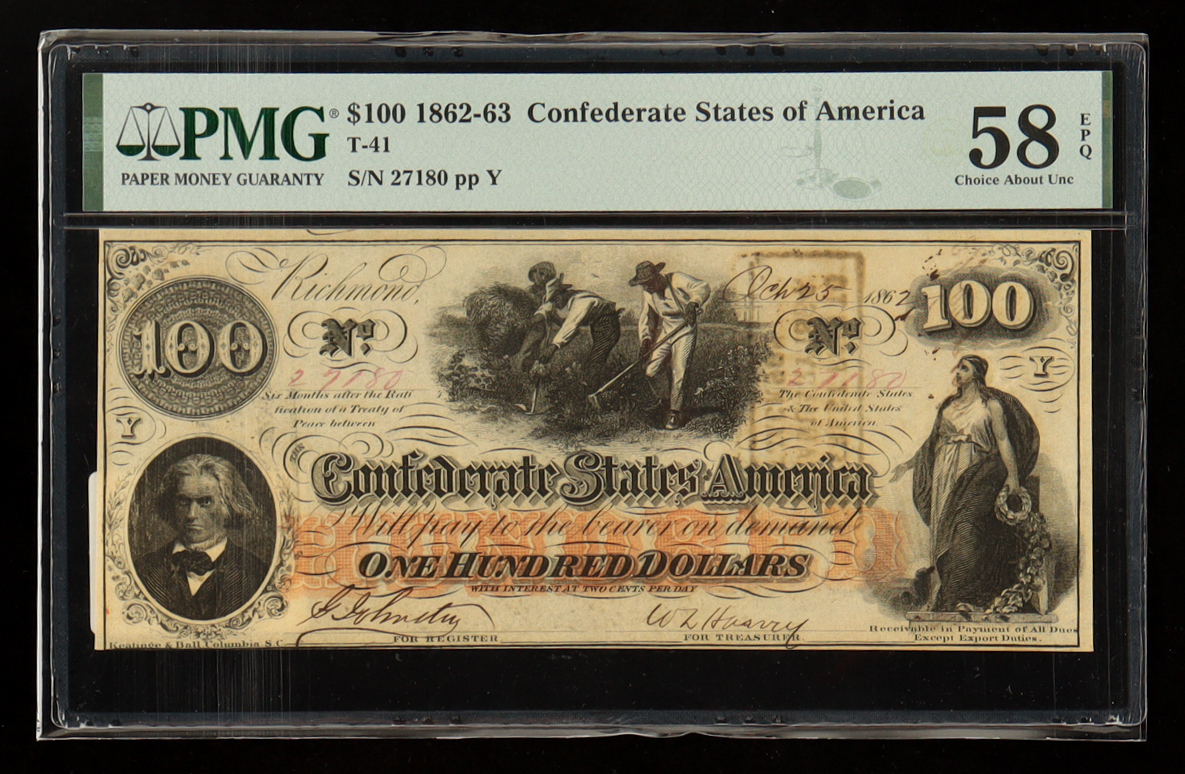 PMG® $100 1862-63 Confederate States of America
T-41
PAPER MONEY GUARANTY S/N 27180 pp Y
58 EPQ
Choice About Unc
Richmond, Oct 25 1862
100 No. No. 100
27180 27180
Y
Six Months after the Rati
fication of a Treaty of
Peace between
The Confederate States
& The United States
of America
Y
Confederate States America
Will pay to the bearer on demand
ONE HUNDRED DOLLARS
WITH INTEREST AT TWO CENTS PER DAY
FOR REGISTER
FOR TREASURER
Receivable in Payment of All Dues
Except Export Duties.
Keatinge & Ball Columbia S.C.